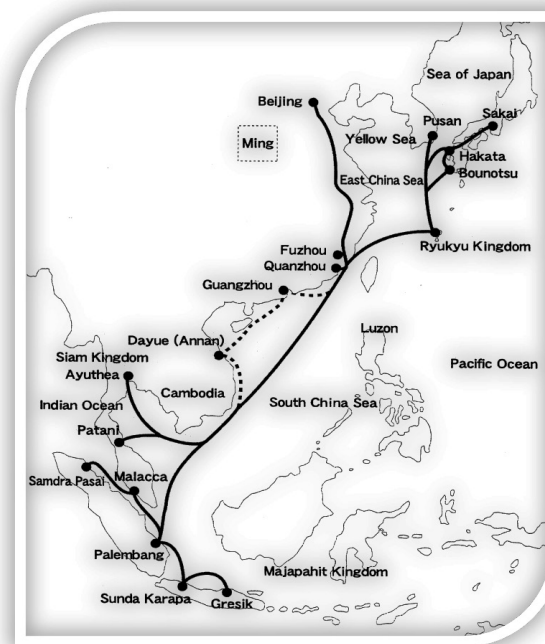 Sea of Japan
Beijing
Sakai
Pusan
Ming
Yellow Sea
Hakata
Bounotsu
East China Sea
Fuzhou
Ryukyu Kingdom
Quanzhou
Guangzhou
Luzon
Dayue (Annan)
Siam Kingdom
Pacific Ocean
Ayuthea
Cambodia
Indian Ocean
South China Sea
Patani
Malacca
Samdra Pasai
Palembang
Majapahit Kingdom
Sunda Karapa
Gresik